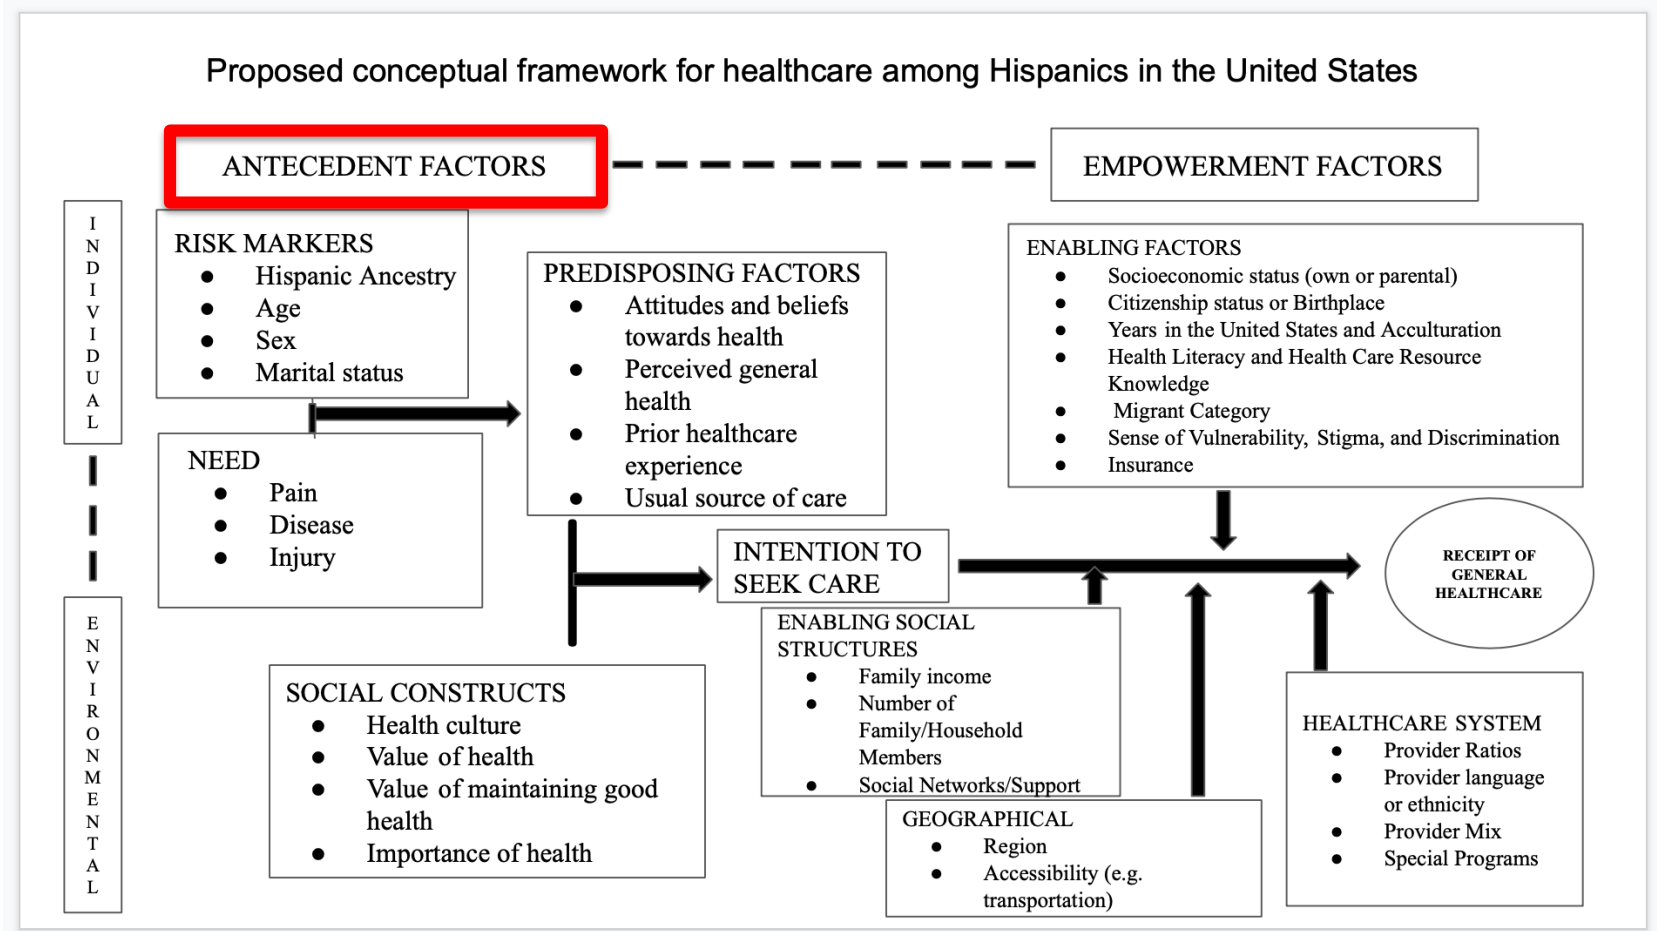 Proposed conceptual framework for healthcare among Hispanics in the United States
ANTECEDENT FACTORS
EMPOWERMENT FACTORS
INDIVIDUAL
RISK MARKERS
● Hispanic Ancestry
● Age
● Sex
● Marital status
NEED
● Pain
● Disease
● Injury
PREDISPOSING FACTORS
● Attitudes and beliefs
towards health
● Perceived general
health
● Prior healthcare
experience
● Usual source of care
ENABLING FACTORS
● Socioeconomic status (own or parental)
● Citizenship status or Birthplace
● Years in the United States and Acculturation
● Health Literacy and Health Care Resource
Knowledge
● Migrant Category
● Sense of Vulnerability, Stigma, and Discrimination
● Insurance
INTENTION TO
SEEK CARE
RECEIPT OF
GENERAL
HEALTHCARE
ENVIRONMENTAL
SOCIAL CONSTRUCTS
● Health culture
● Value of health
● Value of maintaining good
health
● Importance of health
ENABLING SOCIAL
STRUCTURES
● Family income
● Number of
Family/Household
Members
● Social Networks/Support
GEOGRAPHICAL
● Region
● Accessibility (e.g.
transportation)
HEALTHCARE SYSTEM
● Provider Ratios
● Provider language
or ethnicity
● Provider Mix
● Special Programs